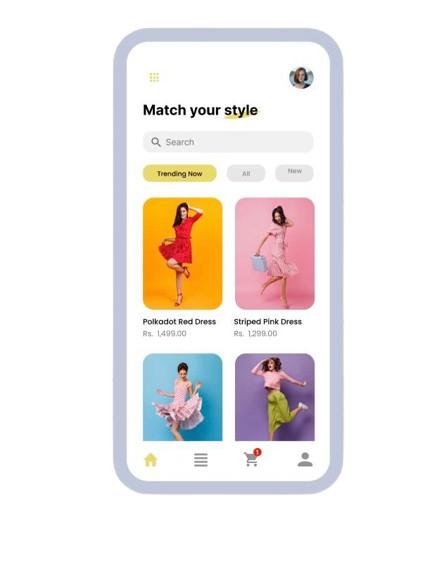 Match your style
Search
Trending Now All New
Polkadot Red Dress Striped Pink Dress
Rs. 1,499.00 Rs. 1,299.00
1